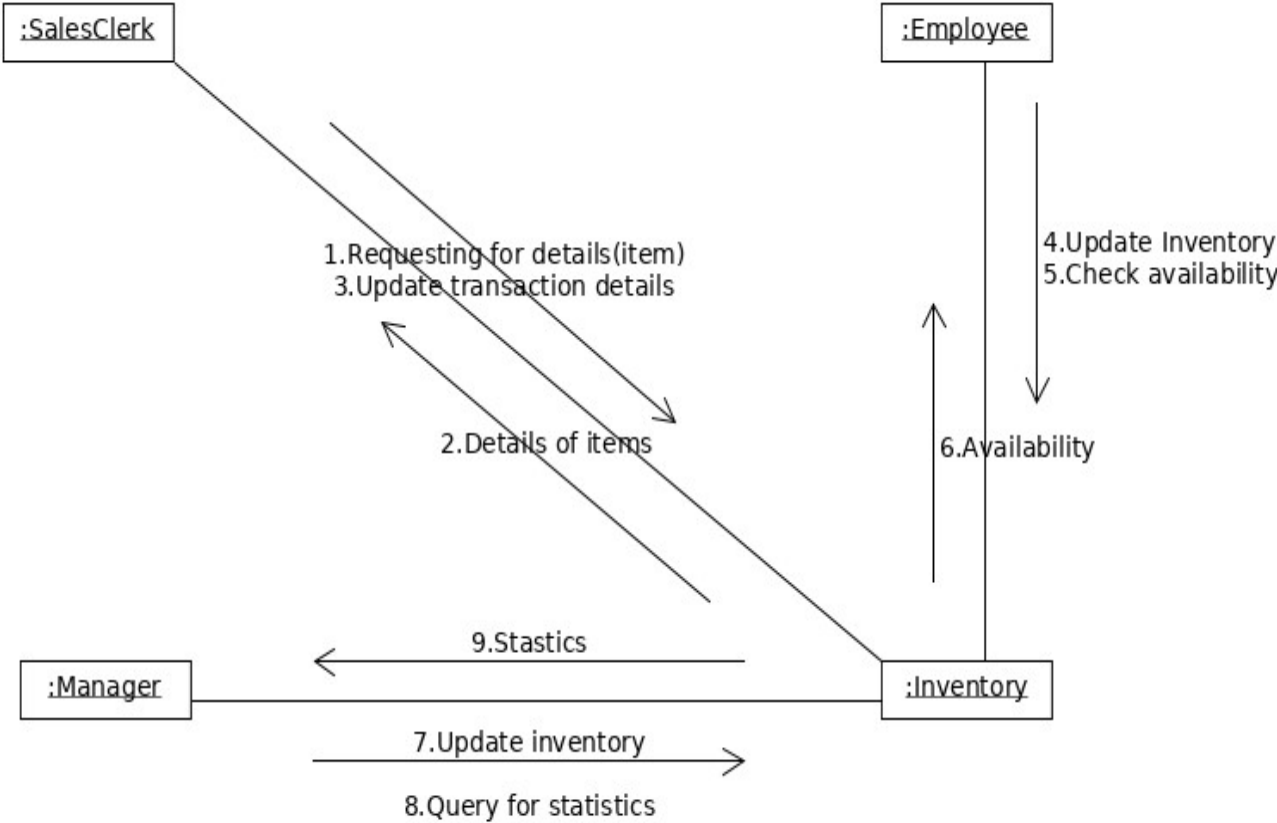 :SalesClerk
:Employee
1.Requesting for details(item)
3.Update transaction details
4.Update Inventory
5.Check availability
2.Details of items
6.Availability
9.Stastics
:Manager
:Inventory
7.Update inventory
8.Query for statistics